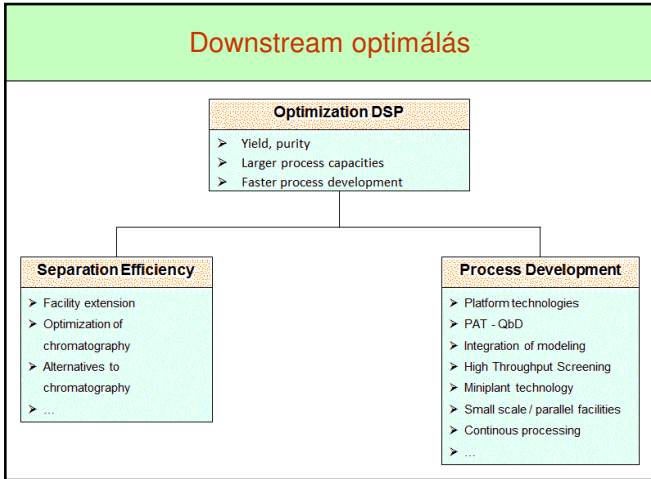 Downstream optimálás
Optimization DSP
➤ Yield, purity
➤ Larger process capacities
➤ Faster process development
Separation Efficiency
➤ Facility extension
➤ Optimization of
chromatography
➤ Alternatives to
chromatography
➤ ...
Process Development
➤ Platform technologies
➤ PAT - QbD
➤ Integration of modeling
➤ High Throughput Screening
➤ Miniplant technology
➤ Small scale / parallel facilities
➤ Continous processing
➤ ...